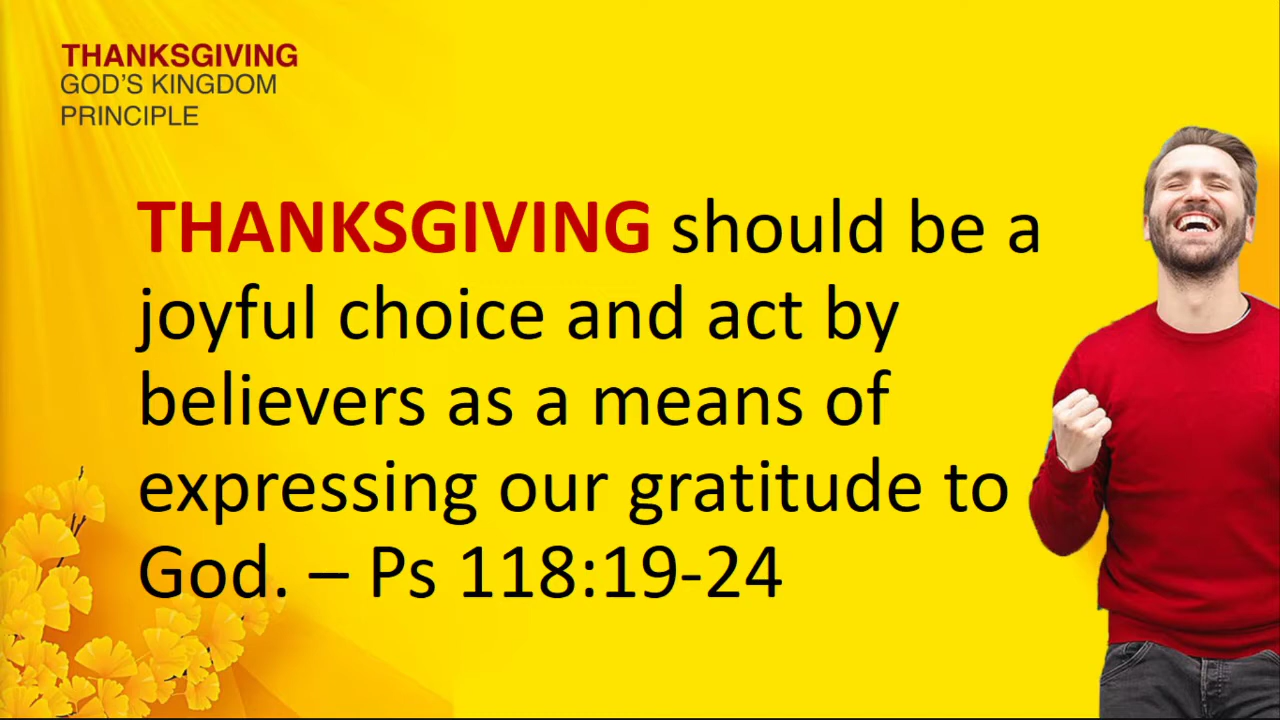 THANKSGIVING
GOD'S KINGDOM
PRINCIPLE
THANKSGIVING should be a
joyful choice and act by
believers as a means of
expressing our gratitude to
God. – Ps 118:19-24